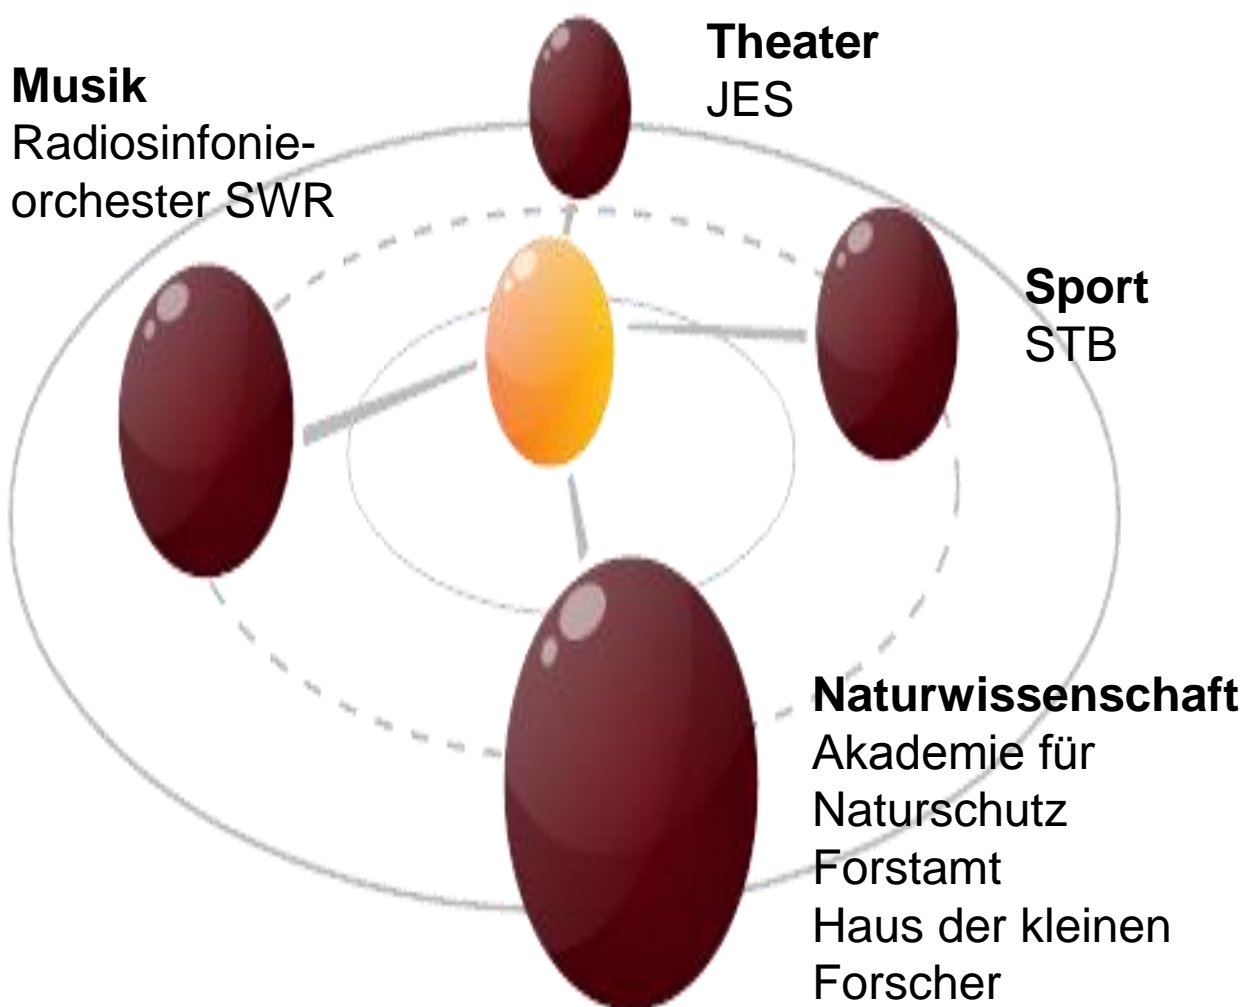 Theater
JES
Musik
Radiosinfonie-
orchester SWR
Sport
STB
Naturwissenschaft
Akademie für
Naturschutz
Forstamt
Haus der kleinen
Forscher